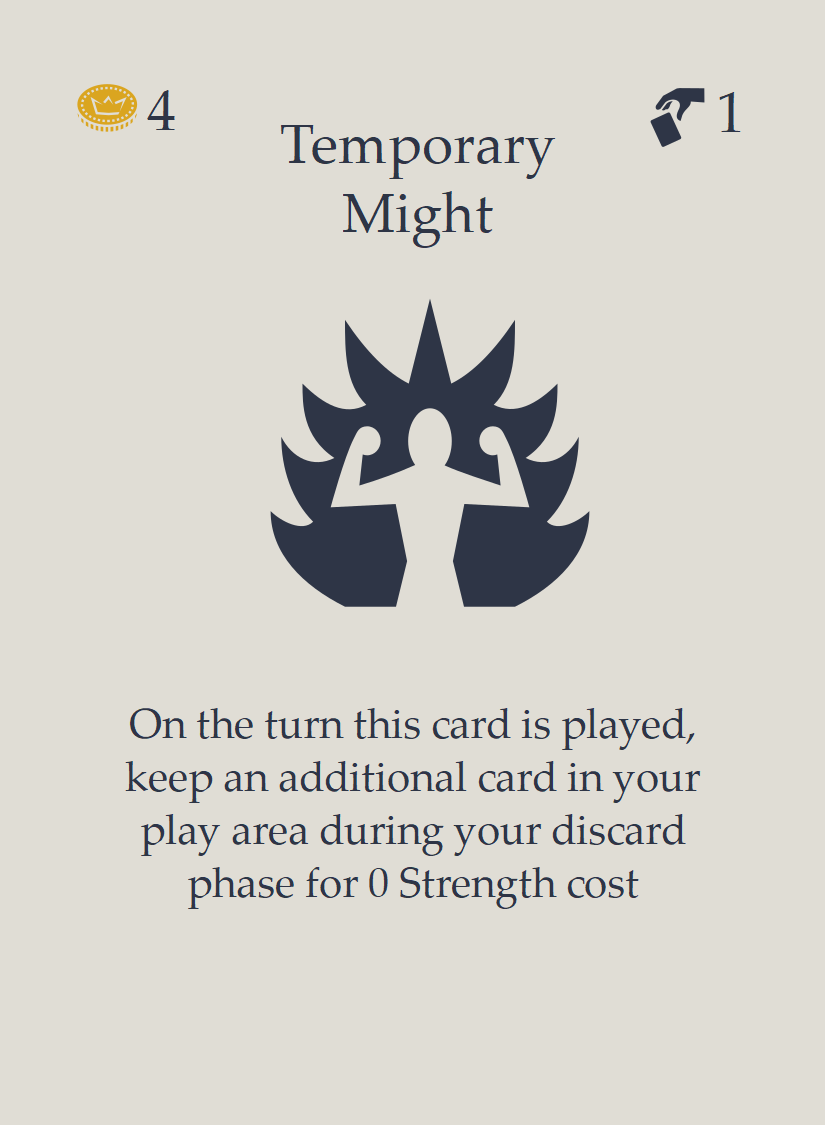 4
1
Temporary
Might
On the turn this card is played,
keep an additional card in your
play area during your discard
phase for 0 Strength cost